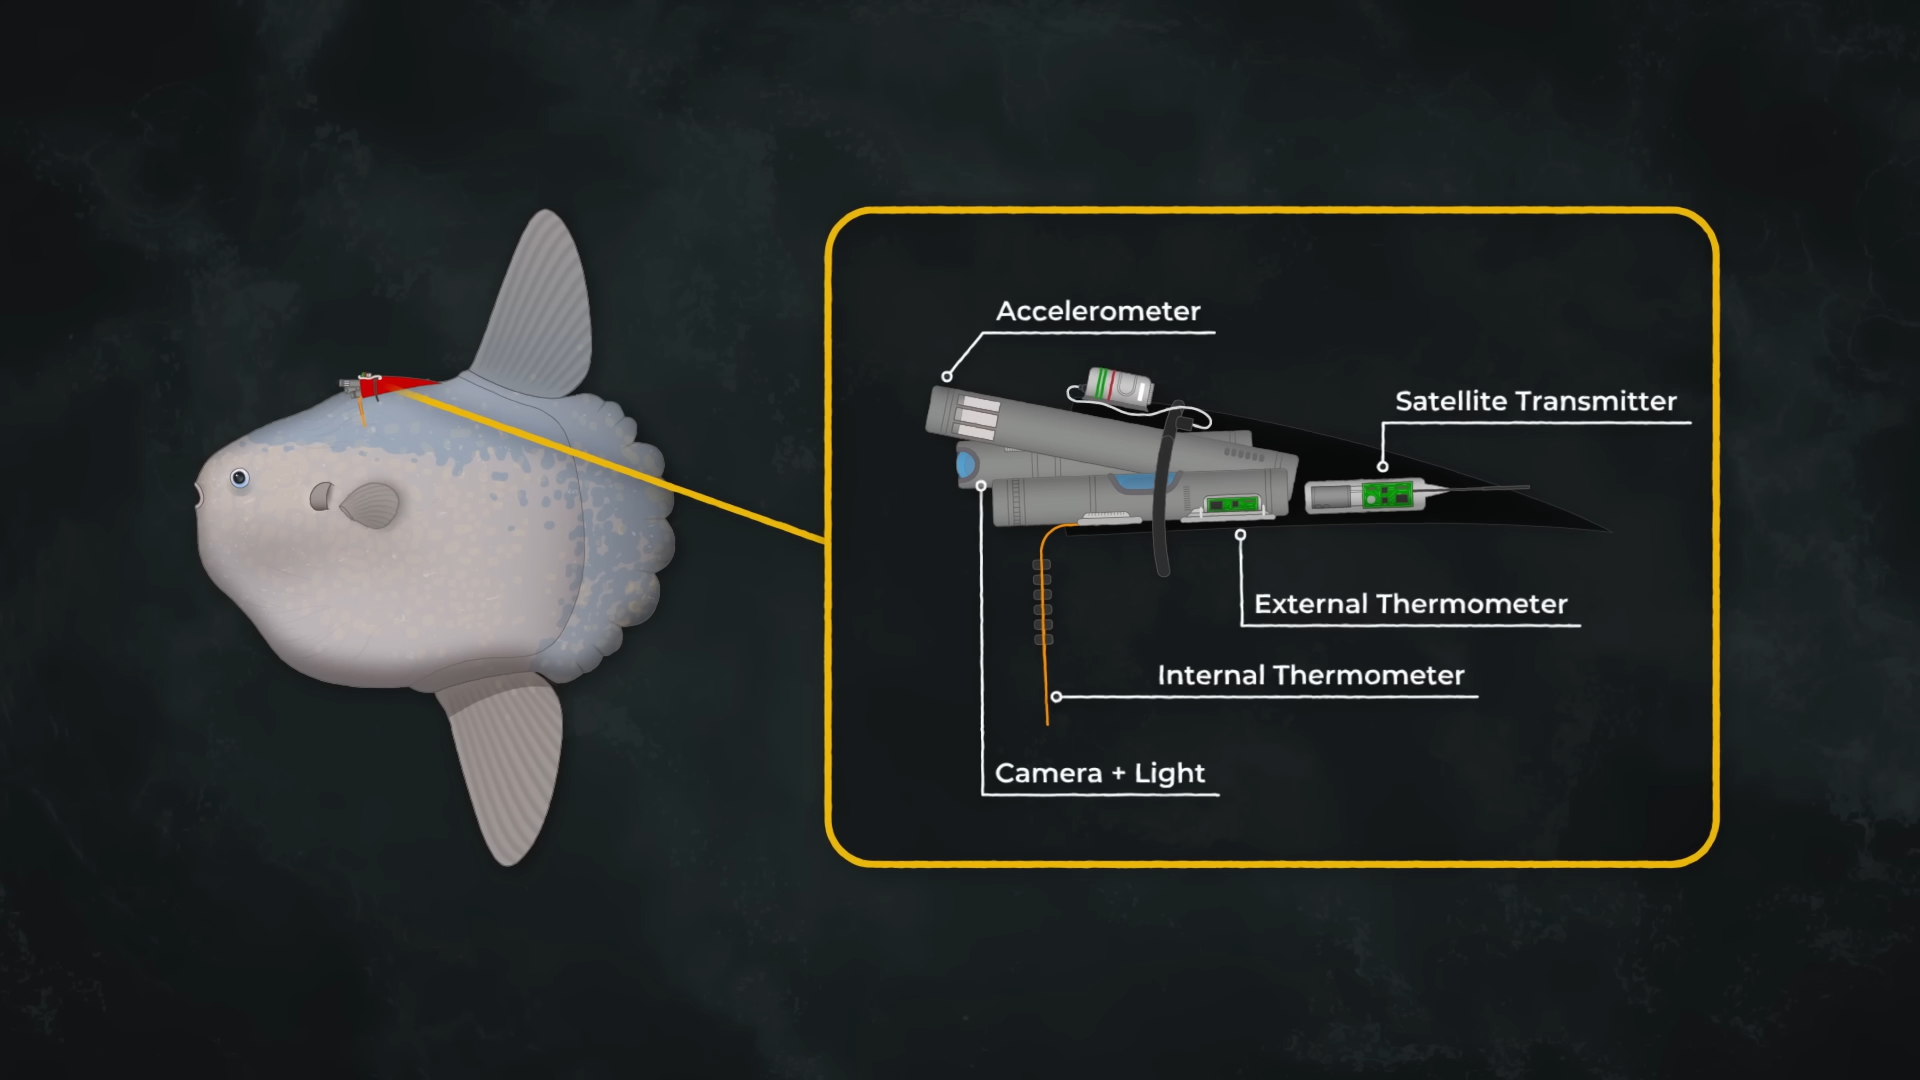 Accelerometer
Satellite Transmitter
External Thermometer
Internal Thermometer
Camera + Light